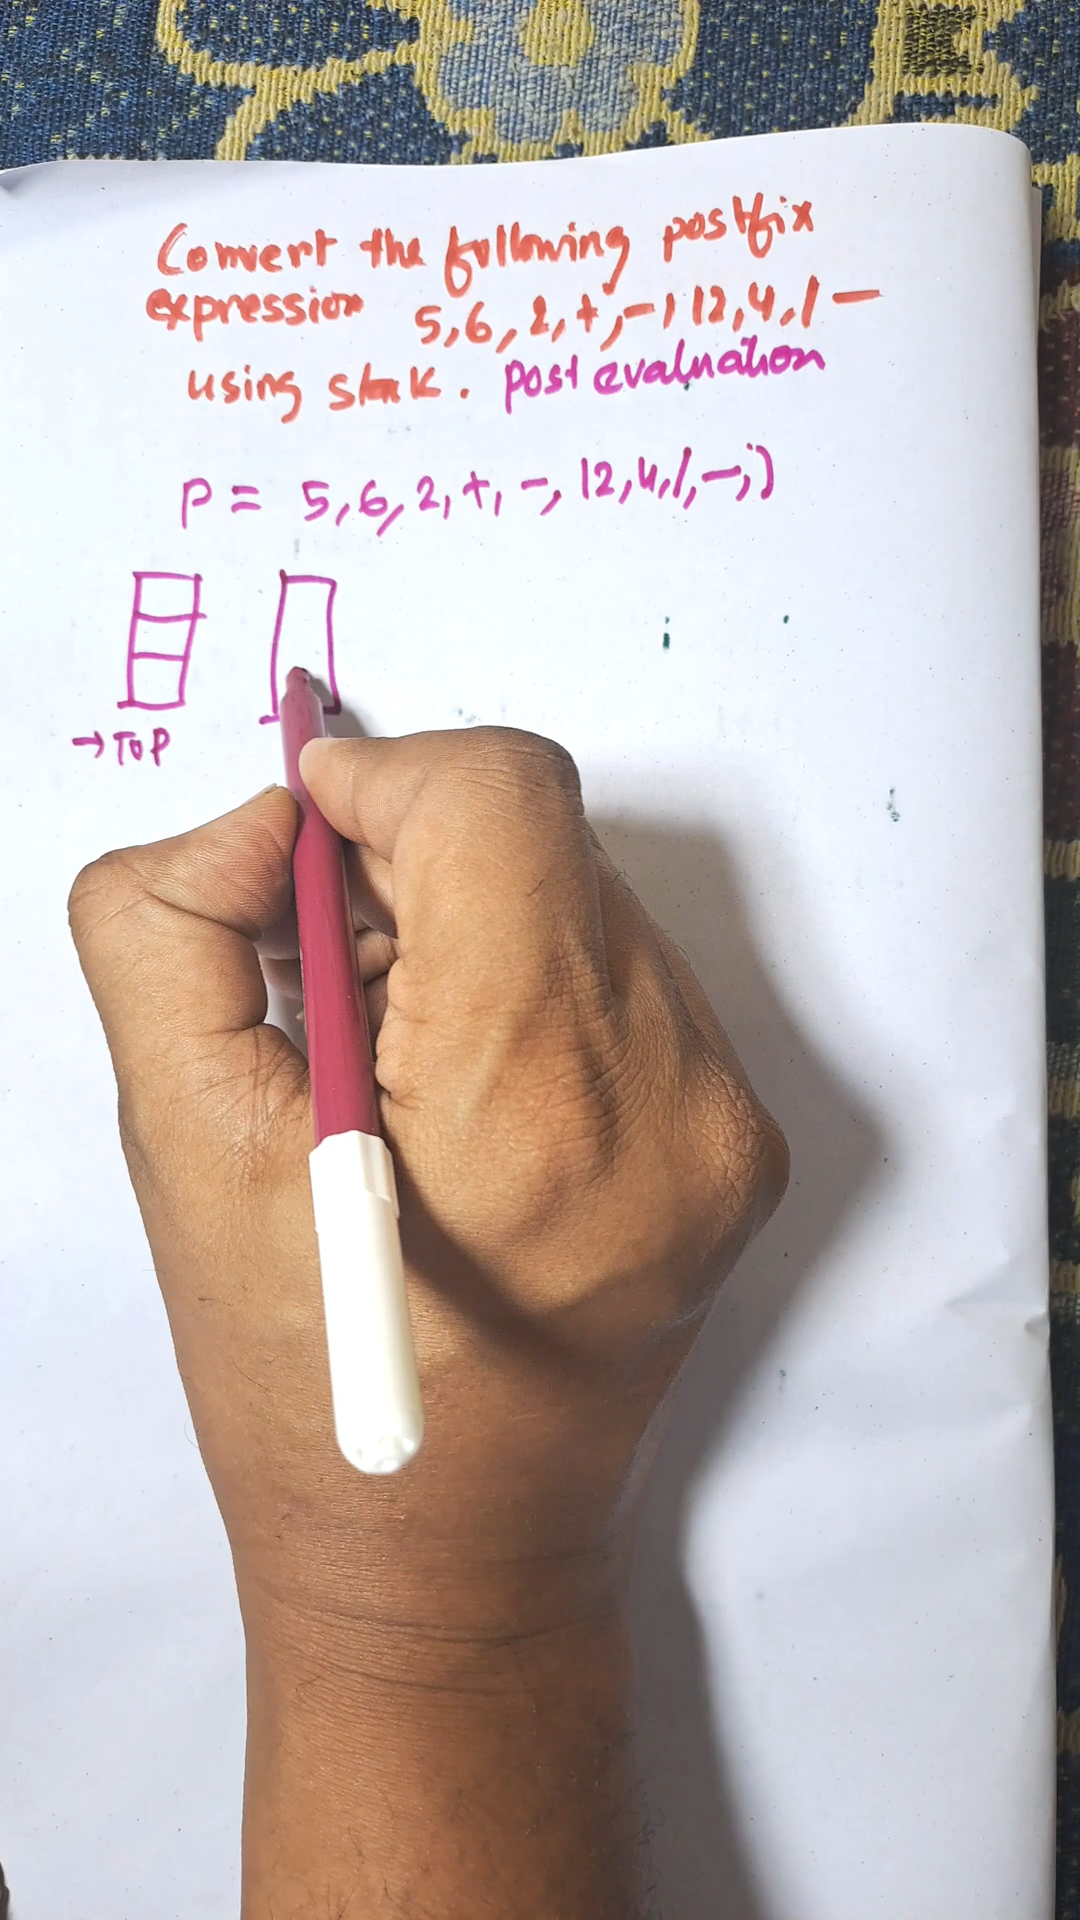 Convert the following postfix
expression 5,6,2,+,-,12,4,/-
using stack. post evaluation
P = 5,6,2,+,-,12,4,/,-,)
→TOP